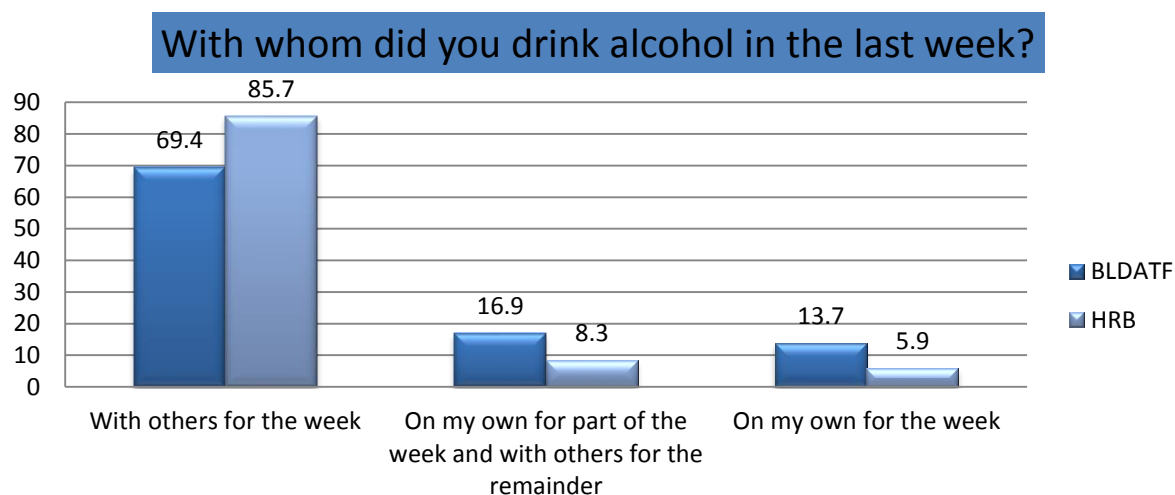 With whom did you drink alcohol in the last week?
90
80
70
60
50
40
30
20
10
0
69.4
85.7
16.9
8.3
13.7
5.9
With others for the week
On my own for part of the
week and with others for the
remainder
On my own for the week
BLDATF
HRB